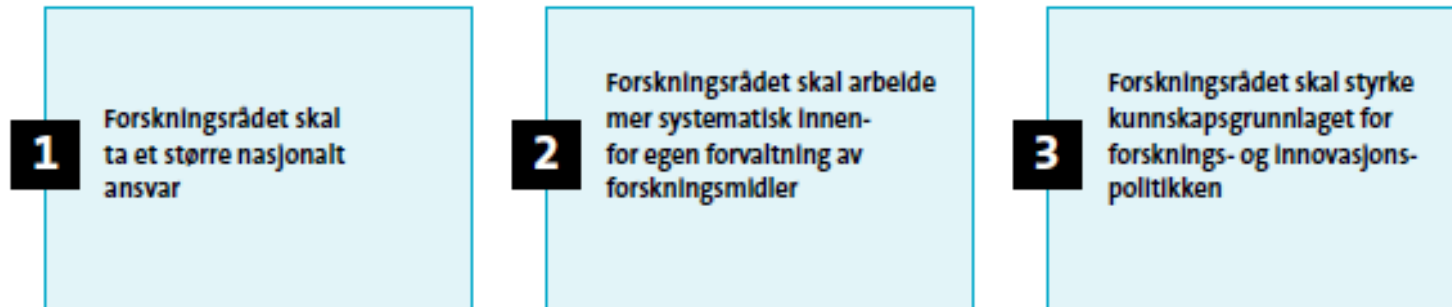 1
Forskningsrådet skal
ta et større nasjonalt
ansvar
2
Forskningsrådet skal arbeide
mer systematisk innen-
for egen forvaltning av
forskningsmidler
3
Forskningsrådet skal styrke
kunnskapsgrunnlaget for
forsknings- og innovasjons-
politikken